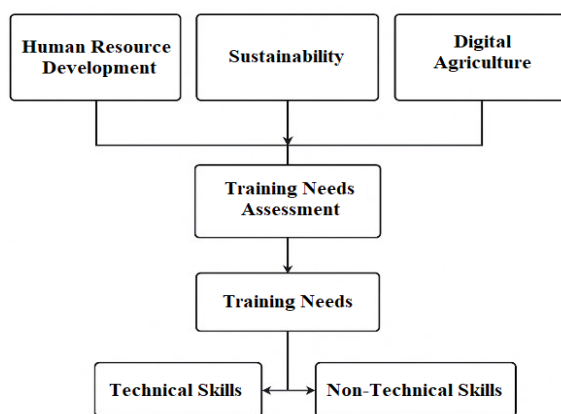 Human Resource
Development
Sustainability
Digital
Agriculture
Training Needs
Assessment
Training Needs
Technical Skills
Non-Technical Skills